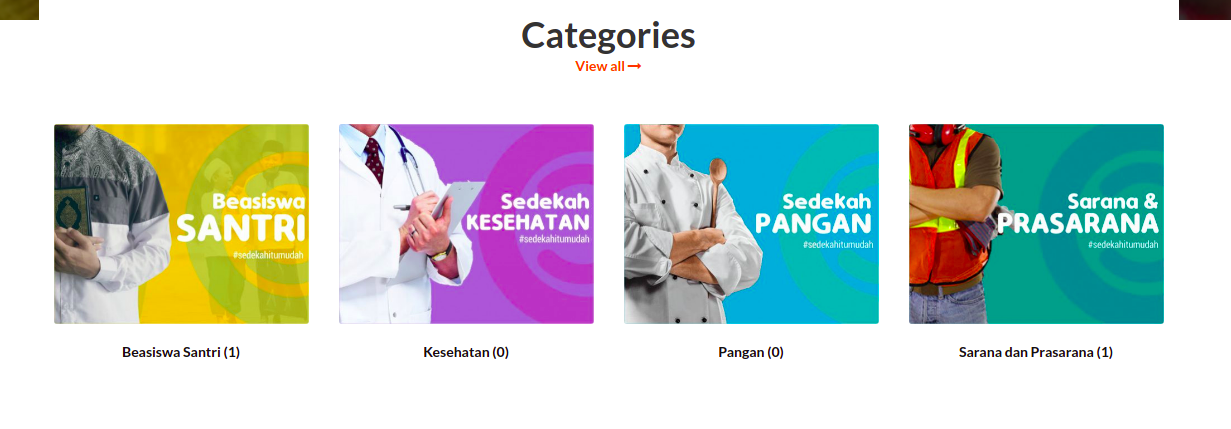 Categories
View all
Beasiswa
SANTRI
#sedekahitumudah
Sedekah
KESEHATAN
#sedekahitumudah
Sedekah
PANGAN
#sedekahitumudah
Sarana &
PRASARANA
#sedekahitumudah
Beasiswa Santri (1)
Kesehatan (0)
Pangan (0)
Sarana dan Prasarana (1)